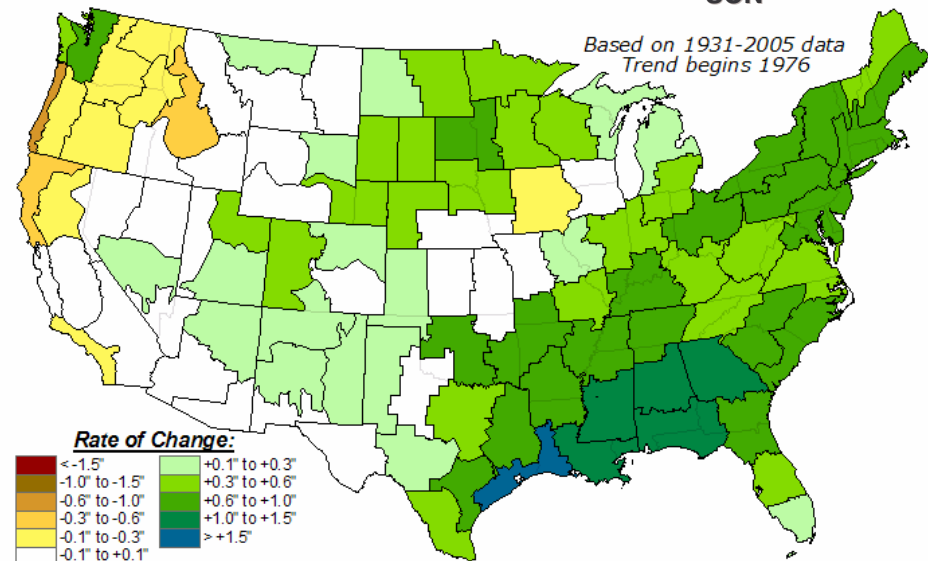 Based on 1931-2005 data
Trend begins 1976
Rate of Change:
< -1.5"
-1.0" to -1.5"
-0.6" to -1.0"
-0.3" to -0.6"
-0.1" to -0.3"
-0.1" to +0.1"
+0.1" to +0.3"
+0.3" to +0.6"
+0.6" to +1.0"
+1.0" to +1.5"
> +1.5"